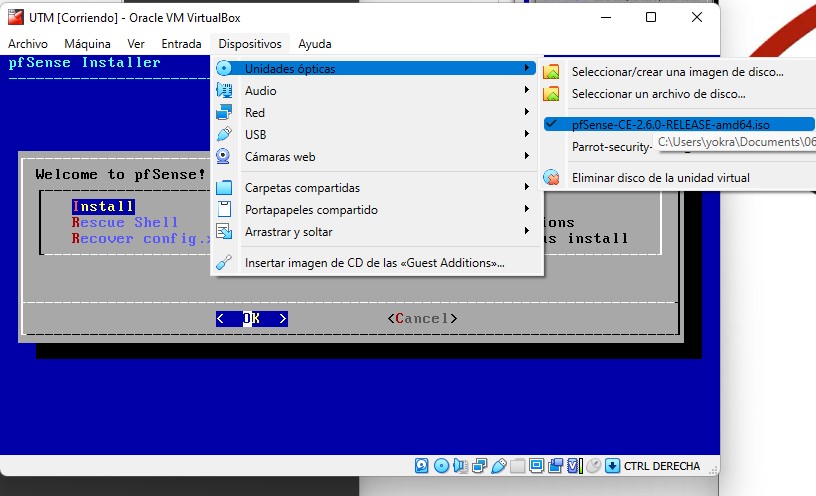 UTM [Corriendo] - Oracle VM VirtualBox
Archivo Máquina Ver Entrada Dispositivos Ayuda
pfSense Installer
Unidades ópticas
Audio
Red
USB
Cámaras web
Carpetas compartidas
Portapapeles compartido
Arrastrar y soltar
Insertar imagen de CD de las «Guest Additions»...
Seleccionar/crear una imagen de disco...
Seleccionar un archivo de disco...
pfSense-CE-2.6.0-RELEASE-amd64.iso
Parrot-security-
C:\Users\yokra\Documents\06
Eliminar disco de la unidad virtual
Welcome to pfSense!
Install
Rescue Shell
Recover config.
install
< OK > <Cancel>
CTRL DERECHA